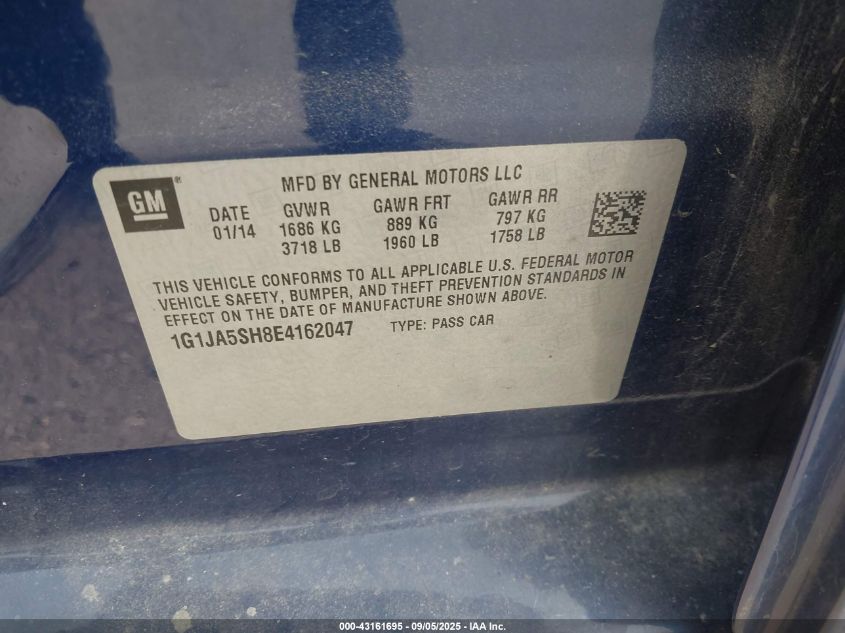 GM®
MFD BY GENERAL MOTORS LLC
DATE GVWR GAWR FRT GAWR RR
01/14 1686 KG 889 KG 797 KG
3718 LB 1960 LB 1758 LB
THIS VEHICLE CONFORMS TO ALL APPLICABLE U.S. FEDERAL MOTOR
VEHICLE SAFETY, BUMPER, AND THEFT PREVENTION STANDARDS IN
EFFECT ON THE DATE OF MANUFACTURE SHOWN ABOVE.
1G1JA5SH8E4162047 TYPE: PASS CAR
000-43161695 - 09/05/2025 - IAA Inc.